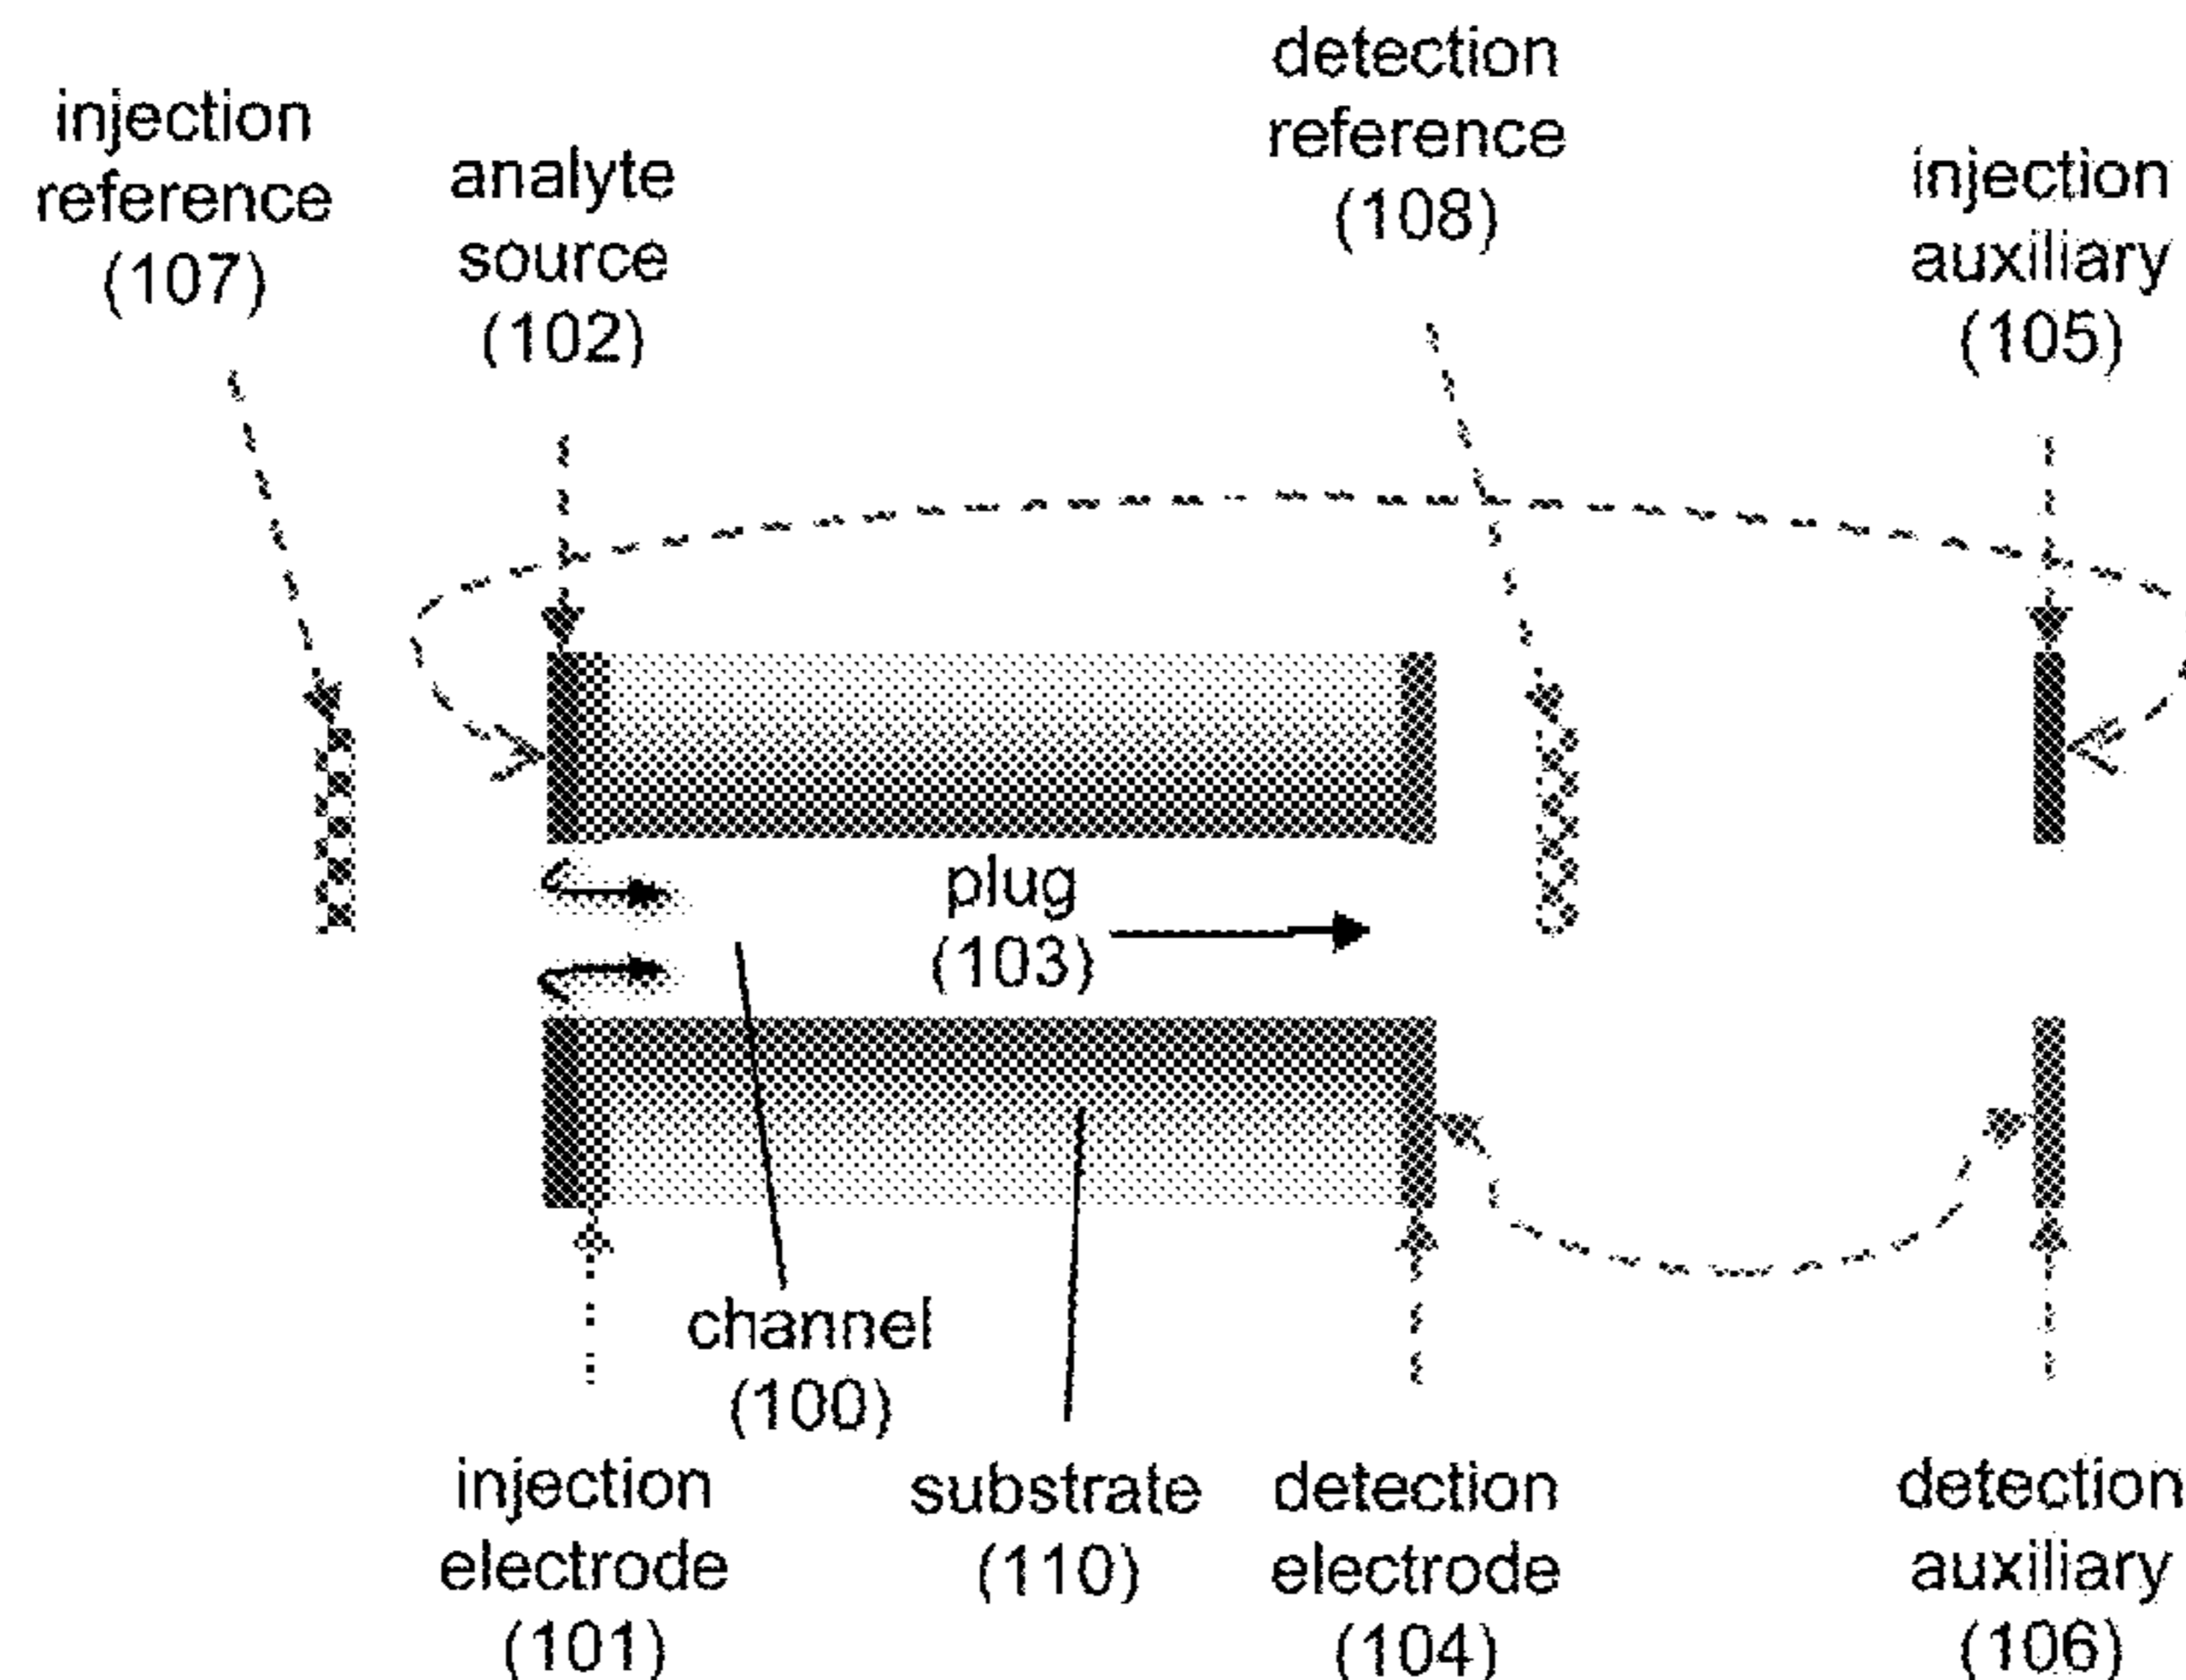 injection
reference
(107)
analyte
source
(102)
detection
reference
(108)
injection
auxiliary
(105)
plug
(103)
channel
(100)
injection
electrode
(101)
substrate
(110)
detection
electrode
(104)
detection
auxiliary
(106)